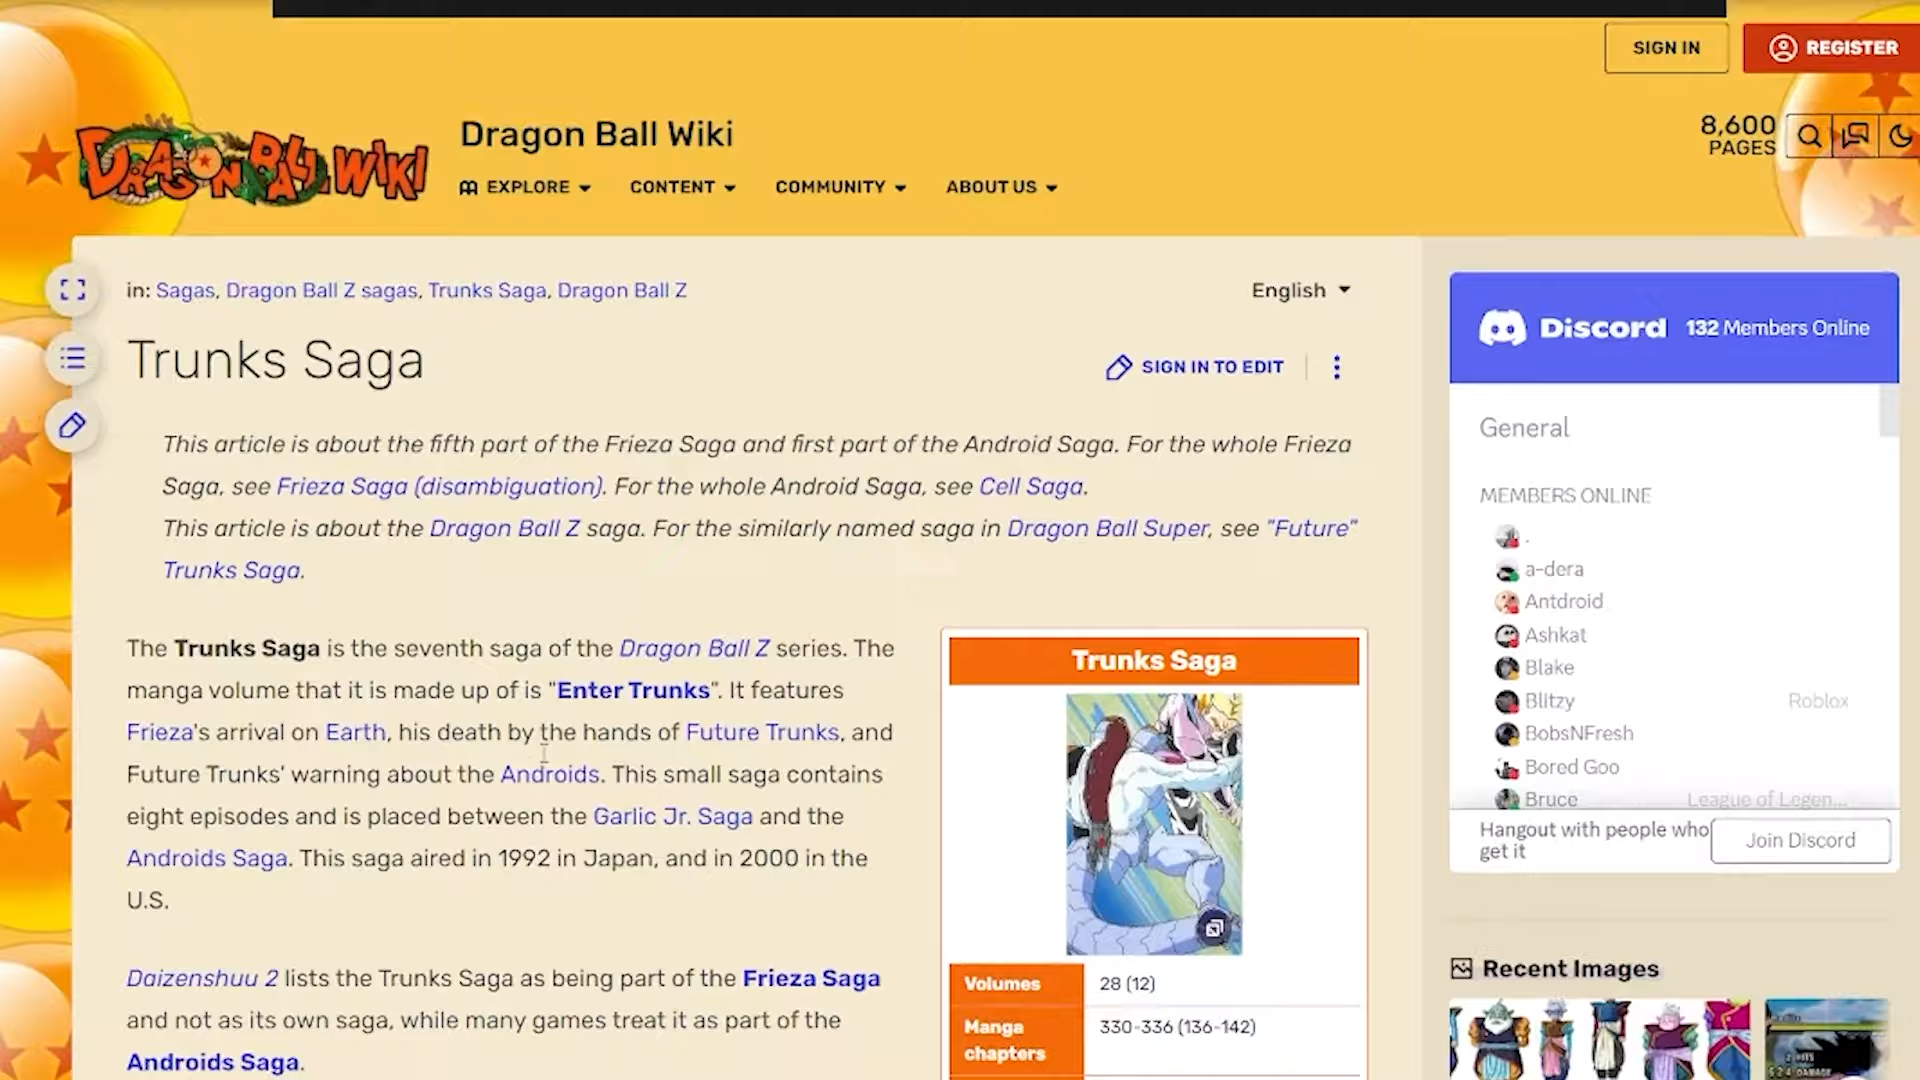 SIGN IN
REGISTER
DRAGON BALL WIKI
Dragon Ball Wiki
8,600
PAGES
EXPLORE
CONTENT
COMMUNITY
ABOUT US
in: Sagas, Dragon Ball Z sagas, Trunks Saga, Dragon Ball Z
English
Trunks Saga
SIGN IN TO EDIT
This article is about the fifth part of the Frieza Saga and first part of the Android Saga. For the whole Frieza
Saga, see Frieza Saga (disambiguation). For the whole Android Saga, see Cell Saga.
This article is about the Dragon Ball Z saga. For the similarly named saga in Dragon Ball Super, see "Future"
Trunks Saga.
The Trunks Saga is the seventh saga of the Dragon Ball Z series. The
manga volume that it is made up of is "Enter Trunks". It features
Frieza's arrival on Earth, his death by the hands of Future Trunks, and
Future Trunks' warning about the Androids. This small saga contains
eight episodes and is placed between the Garlic Jr. Saga and the
Androids Saga. This saga aired in 1992 in Japan, and in 2000 in the
U.S.
Daizenshuu 2 lists the Trunks Saga as being part of the Frieza Saga
and not as its own saga, while many games treat it as part of the
Androids Saga.
Trunks Saga
Volumes
28 (12)
Manga
chapters
330-336 (136-142)
Discord
132 Members Online
General
MEMBERS ONLINE
.
a-dera
Antdroid
Ashkat
Blake
Blitzy
Roblox
BobsNFresh
Bored Goo
Bruce
League of Legen...
Hangout with people who
get it
Join Discord
Recent Images